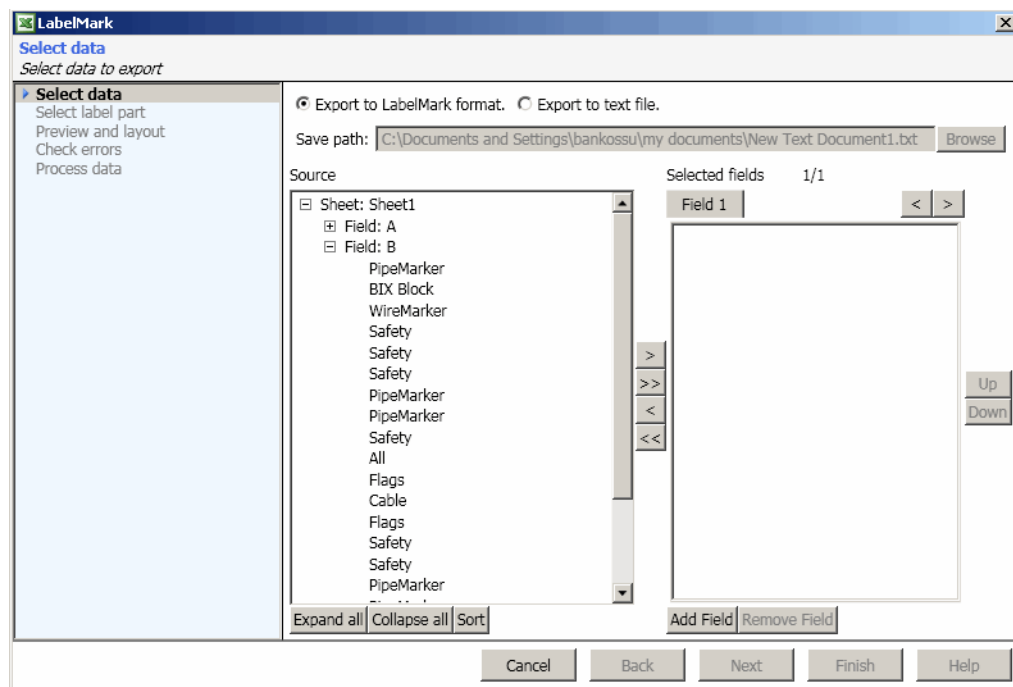 LabelMark
Select data
Select data to export
Select data
Select label part
Preview and layout
Check errors
Process data
Export to LabelMark format. Export to text file.
Save path: C:\Documents and Settings\bankossu\my documents\New Text Document1.txt Browse
Source
Selected fields 1/1
Sheet: Sheet1
Field: A
Field: B
PipeMarker
BIX Block
WireMarker
Safety
Safety
Safety
PipeMarker
PipeMarker
Safety
All
Flags
Cable
Flags
Safety
Safety
PipeMarker
Expand all Collapse all Sort
>
>>
<
<<
Field 1 < >
Add Field Remove Field
Up
Down
Cancel Back Next Finish Help